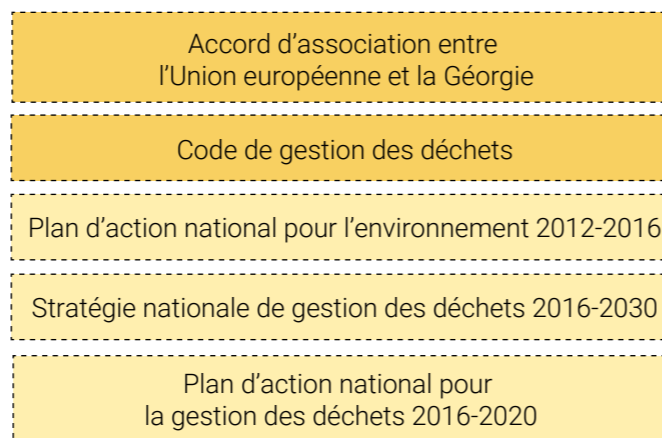 Accord d’association entre
l’Union européenne et la Géorgie
Code de gestion des déchets
Plan d’action national pour l’environnement 2012-2016
Stratégie nationale de gestion des déchets 2016-2030
Plan d’action national pour
la gestion des déchets 2016-2020